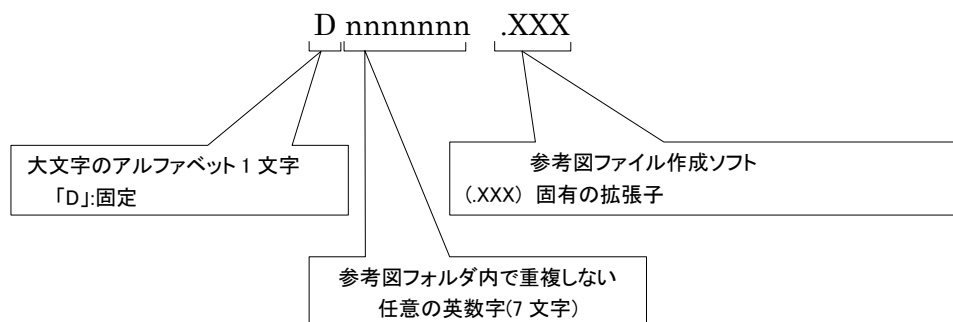 D nnnnnnn .XXX
大文字のアルファベット 1 文字
「D」:固定
参考図ファイル作成ソフト
(.XXX) 固有の拡張子
参考図フォルダ内で重複しない
任意の英数字(7 文字)